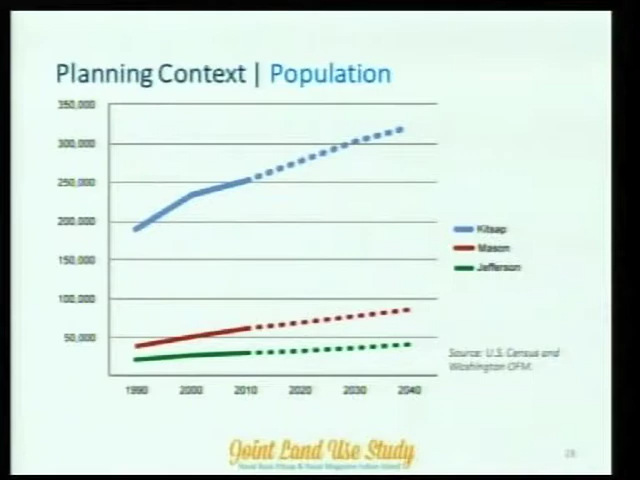 Planning Context | Population
350,000
300,000
250,000
200,000
150,000
100,000
50,000
1990 2000 2010 2020 2030 2040
Kitsap
Mason
Jefferson
Source: U.S. Census and
Washington OFM.
Joint Land Use Study
Naval Base Kitsap & Naval Magazine Indian Island